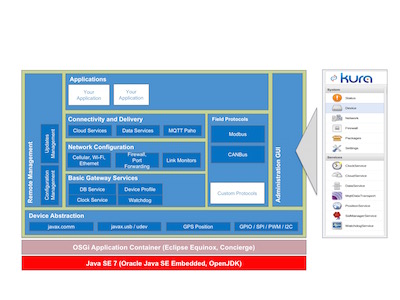 Applications
Your
Application
Your
Application
Connectivity and Delivery
Cloud Services
Data Services
MQTT Paho
Network Configuration
Cellular, Wi-Fi,
Ethernet
Firewall,
Port
Forwarding
Link Monitors
Basic Gateway Services
DB Service
Device Profile
Clock Service
Watchdog
Field Protocols
Modbus
CANBus
Custom Protocols
Remote Management
Updates
Management
Configuration
Management
Administration GUI
Device Abstraction
javax.comm
javax.usb / udev
GPS Position
GPIO / SPI / PWM / I2C
OSGi Application Container (Eclipse Equinox, Concierge)
Java SE 7 (Oracle Java SE Embedded, OpenJDK)
kura
System
Status
Device
Network
Firewall
Packages
Settings
Services
CloudService
ClockService
DataService
MqttDataTransport
PositionService
SslManagerService
WatchdogService